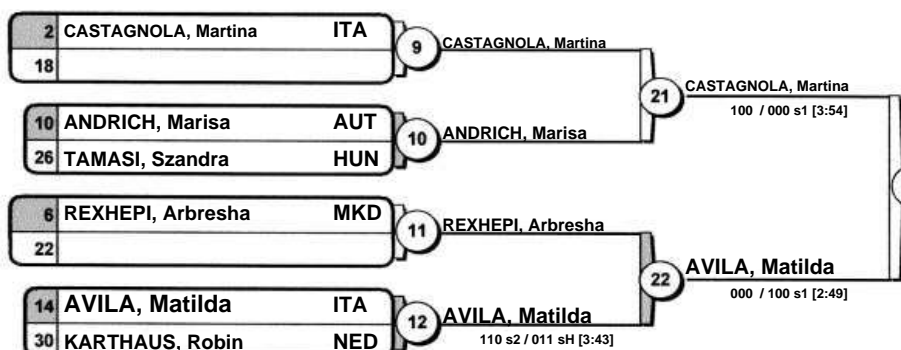 2 CASTAGNOLA, Martina ITA
18
9 CASTAGNOLA, Martina
10 ANDRICH, Marisa AUT
26 TAMASI, Szandra HUN
10 ANDRICH, Marisa
21 CASTAGNOLA, Martina
100 / 000 s1 [3:54]
6 REXHEPI, Arbresha MKD
22
11 REXHEPI, Arbresha
14 AVILA, Matilda ITA
30 KARTHAUS, Robin NED
12 AVILA, Matilda
110 s2 / 011 sH [3:43]
22 AVILA, Matilda
000 / 100 s1 [2:49]